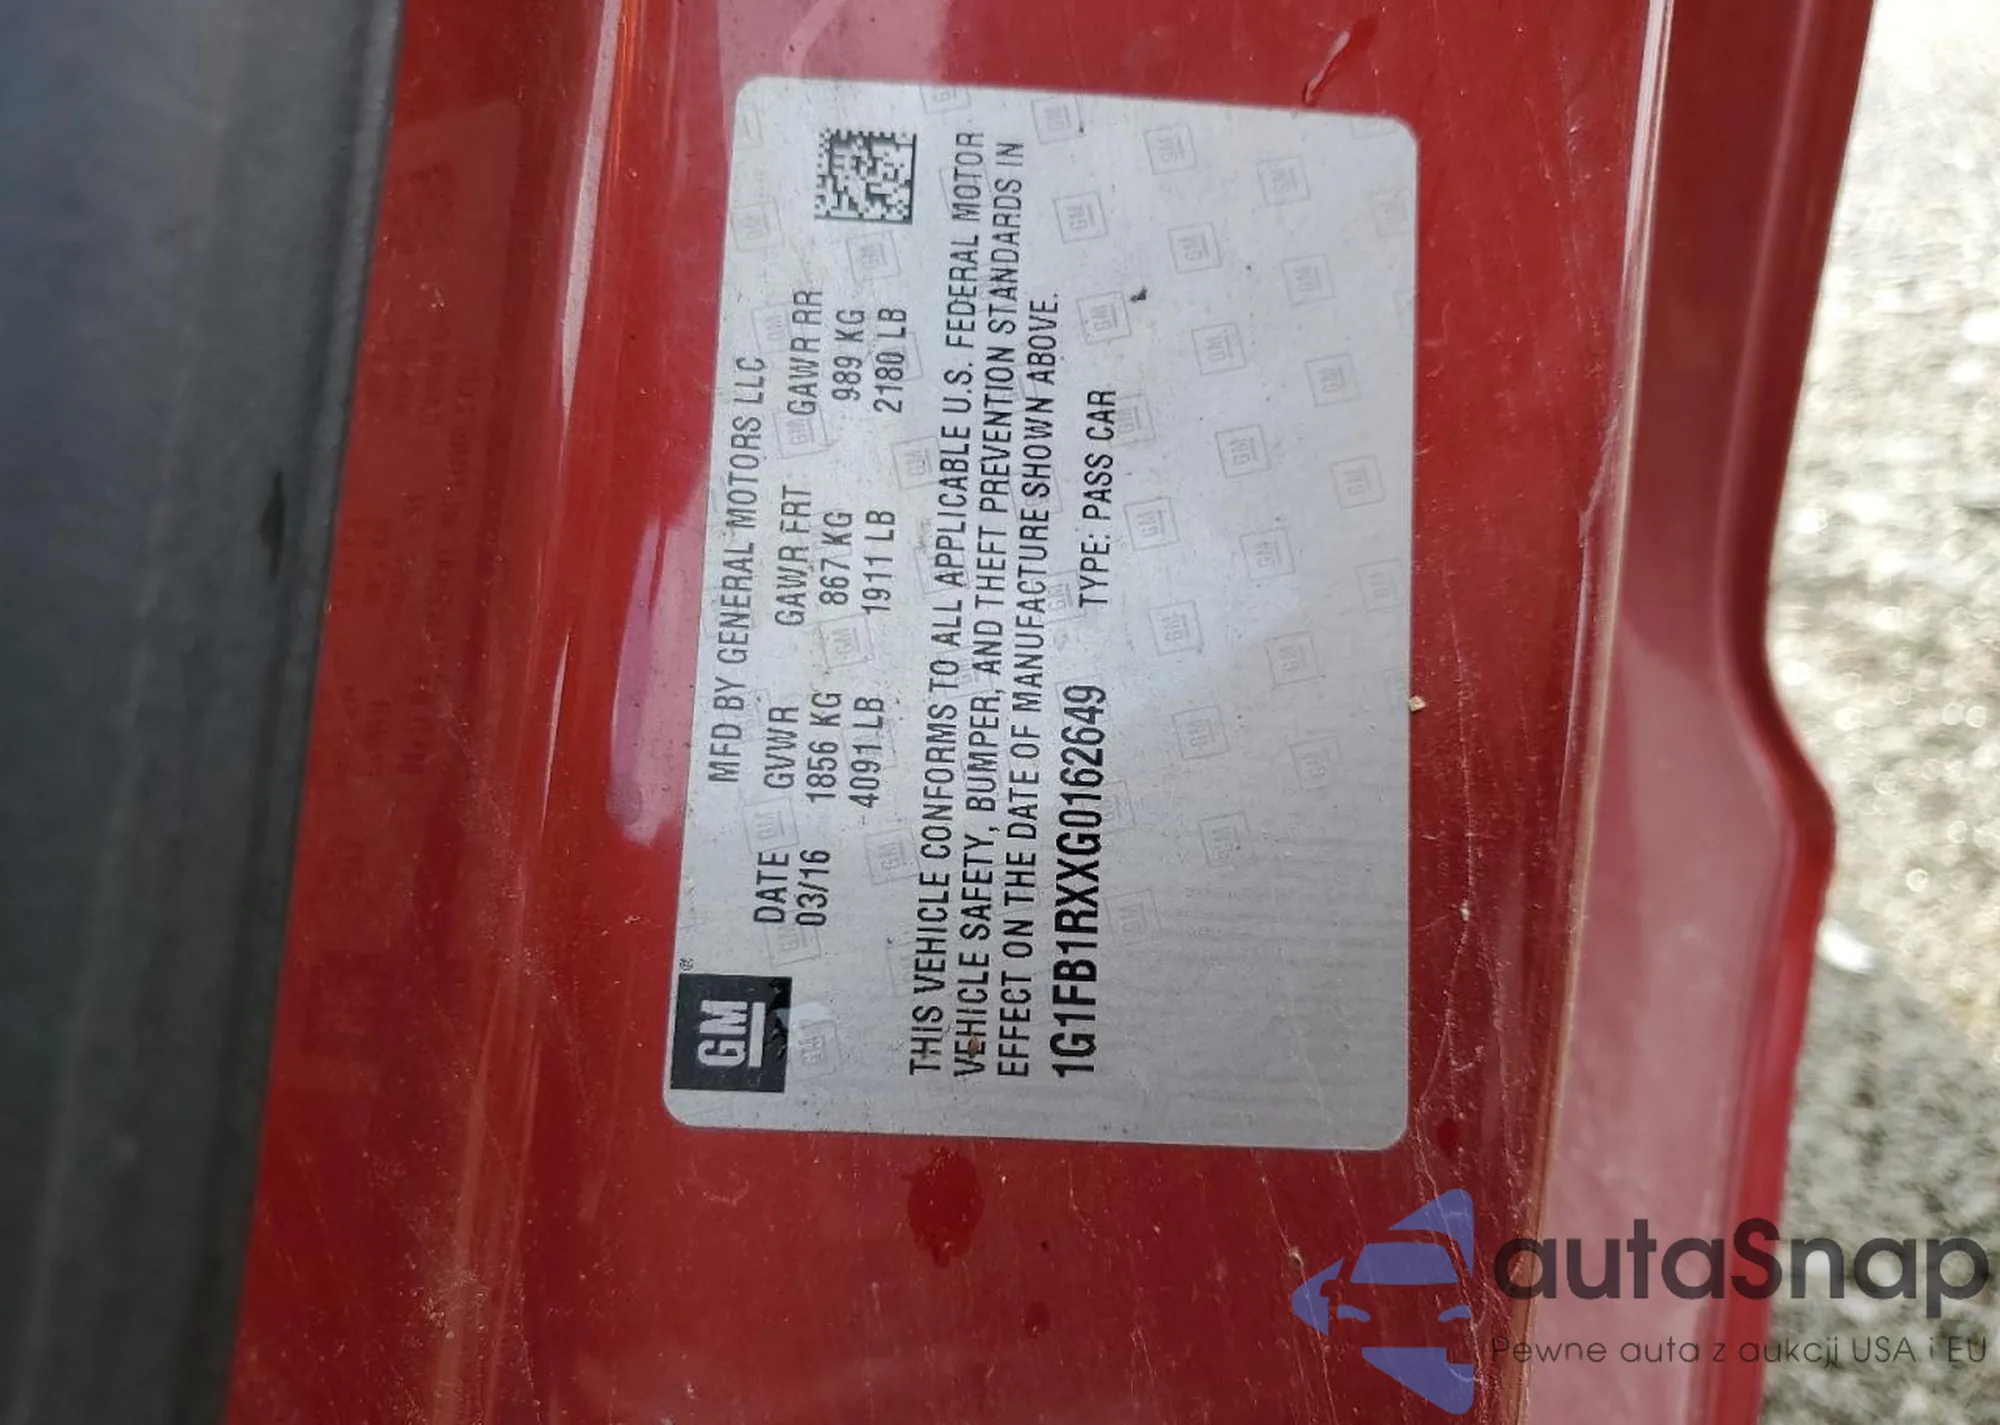 GM ®
MFD BY GENERAL MOTORS LLC
DATE GVWR GAWR FRT GAWR RR
03/16 1856 KG 867 KG 989 KG
4091 LB 1911 LB 2180 LB
THIS VEHICLE CONFORMS TO ALL APPLICABLE U.S. FEDERAL MOTOR
VEHICLE SAFETY, BUMPER, AND THEFT PREVENTION STANDARDS IN
EFFECT ON THE DATE OF MANUFACTURE SHOWN ABOVE.
1G1FB1RXXG0162649 TYPE: PASS CAR
autaSnap
Pewne auta z aukcji USA i EU